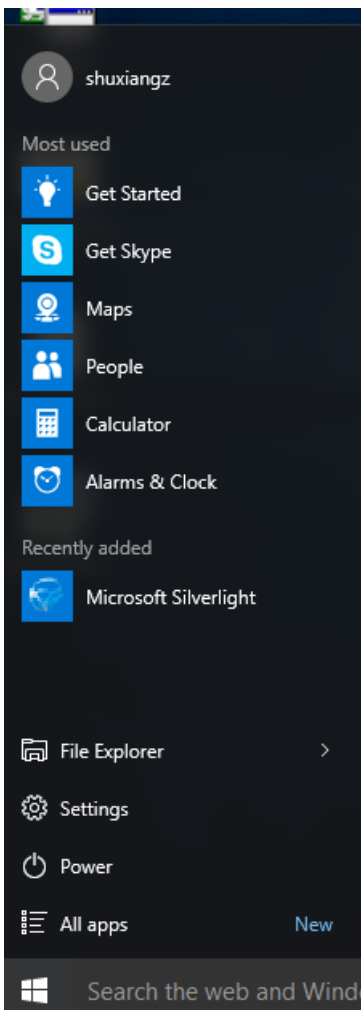 shuxiangz
Most used
Get Started
Get Skype
Maps
People
Calculator
Alarms & Clock
Recently added
Microsoft Silverlight
File Explorer
Settings
Power
All apps New
Search the web and Wind